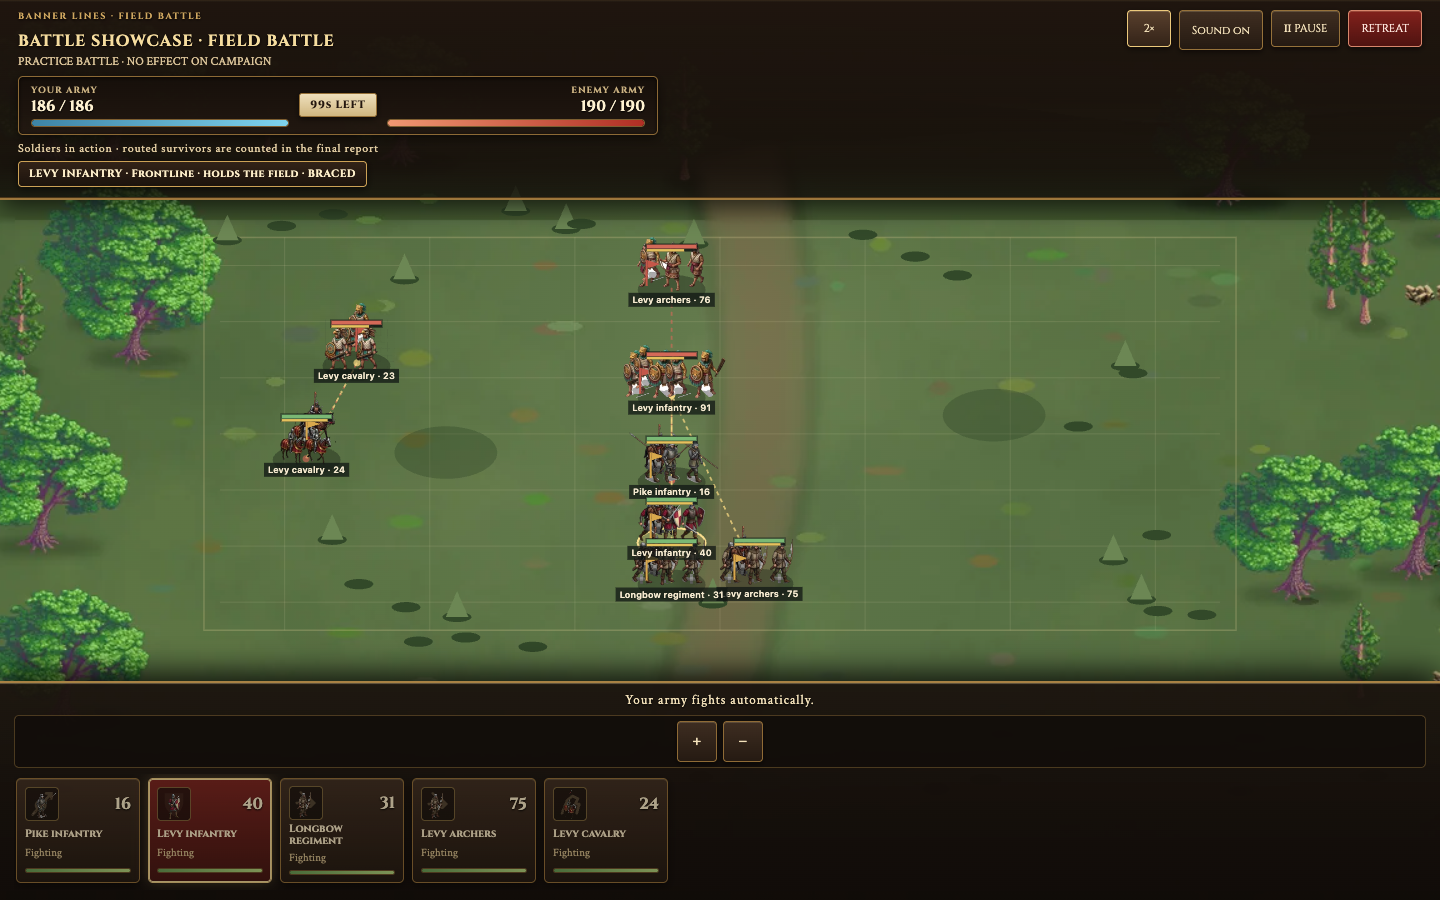 BANNER LINES · FIELD BATTLE
BATTLE SHOWCASE · FIELD BATTLE
PRACTICE BATTLE · NO EFFECT ON CAMPAIGN
2×
SOUND ON
II PAUSE
RETREAT
YOUR ARMY
186 / 186
99S LEFT
ENEMY ARMY
190 / 190
Soldiers in action · routed survivors are counted in the final report
LEVY INFANTRY · FRONTLINE · HOLDS THE FIELD · BRACED
Levy archers · 76
Levy cavalry · 23
Levy infantry · 91
Levy cavalry · 24
Pike infantry · 16
Levy infantry · 40
Longbow regiment · 31
evy archers · 75
Your army fights automatically.
+
−
16
PIKE INFANTRY
Fighting
40
LEVY INFANTRY
Fighting
31
LONGBOW
REGIMENT
Fighting
75
LEVY ARCHERS
Fighting
24
LEVY CAVALRY
Fighting